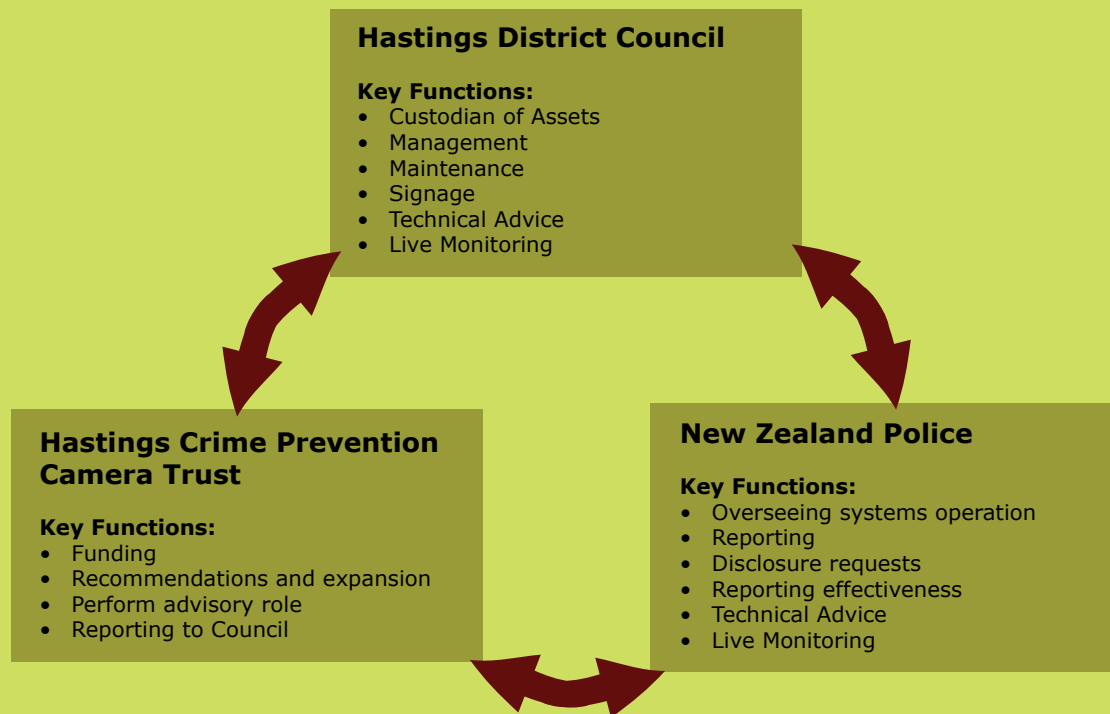 Hastings District Council
Key Functions:
• Custodian of Assets
• Management
• Maintenance
• Signage
• Technical Advice
• Live Monitoring
Hastings Crime Prevention
Camera Trust
Key Functions:
• Funding
• Recommendations and expansion
• Perform advisory role
• Reporting to Council
New Zealand Police
Key Functions:
• Overseeing systems operation
• Reporting
• Disclosure requests
• Reporting effectiveness
• Technical Advice
• Live Monitoring